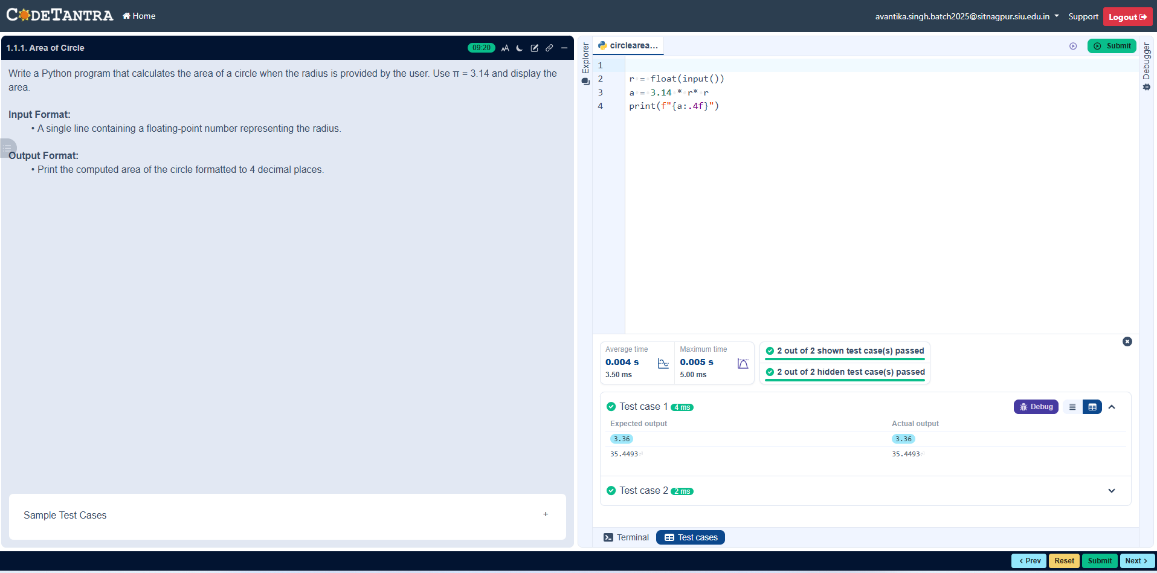 CODETANTRA Home
avantika.singh.batch2025@sitnagpur.siu.edu.in Support Logout
1.1.1. Area of Circle 09:20
Write a Python program that calculates the area of a circle when the radius is provided by the user. Use π = 3.14 and display the
area.
Input Format:
• A single line containing a floating-point number representing the radius.
Output Format:
• Print the computed area of the circle formatted to 4 decimal places.
Sample Test Cases +
Explorer
circlearea... Submit
Debugger
1
2 r = float(input())
3 a = 3.14 * r* r
4 print(f"{a:.4f}")
Average time
0.004 s
3.50 ms
Maximum time
0.005 s
5.00 ms
2 out of 2 shown test case(s) passed
2 out of 2 hidden test case(s) passed
Test case 1 4 ms Debug
Expected output Actual output
3.36 3.36
35.4493 35.4493
Test case 2 2 ms
Terminal Test cases
< Prev Reset Submit Next >